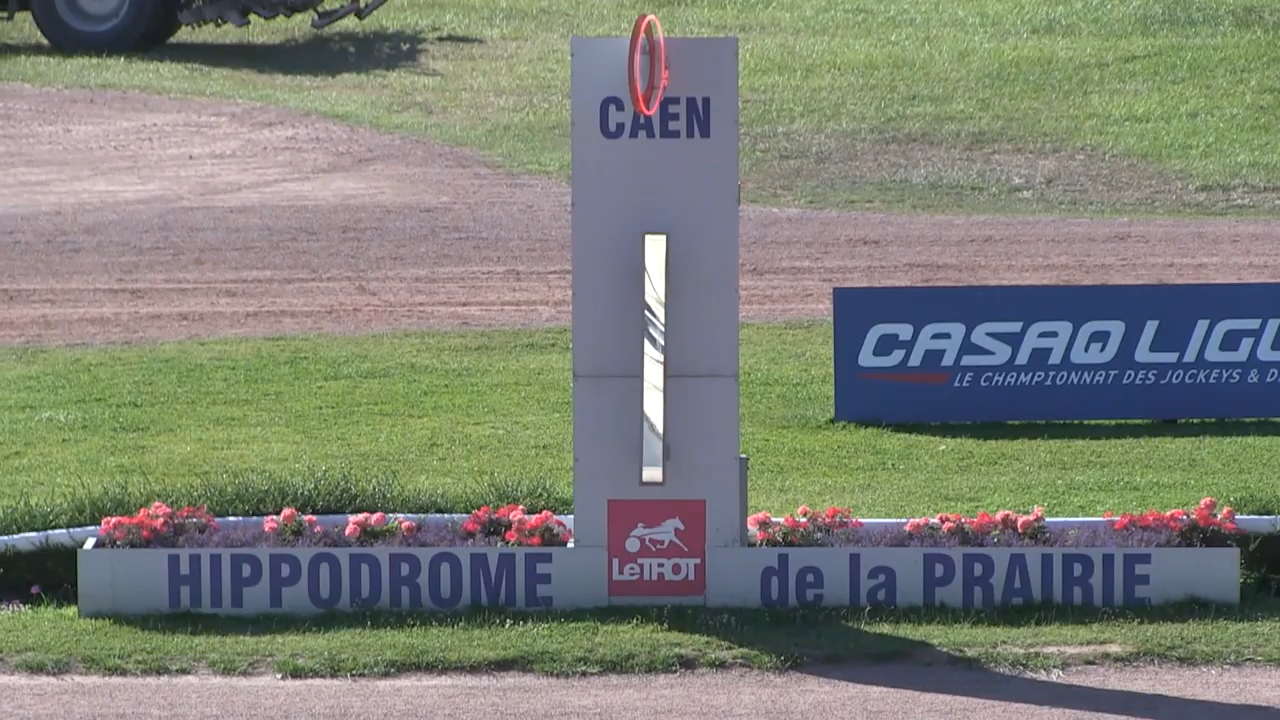 CAEN
CASAQ LIGU
LE CHAMPIONNAT DES JOCKEYS & D
LeTROT
HIPPODROME de la PRAIRIE